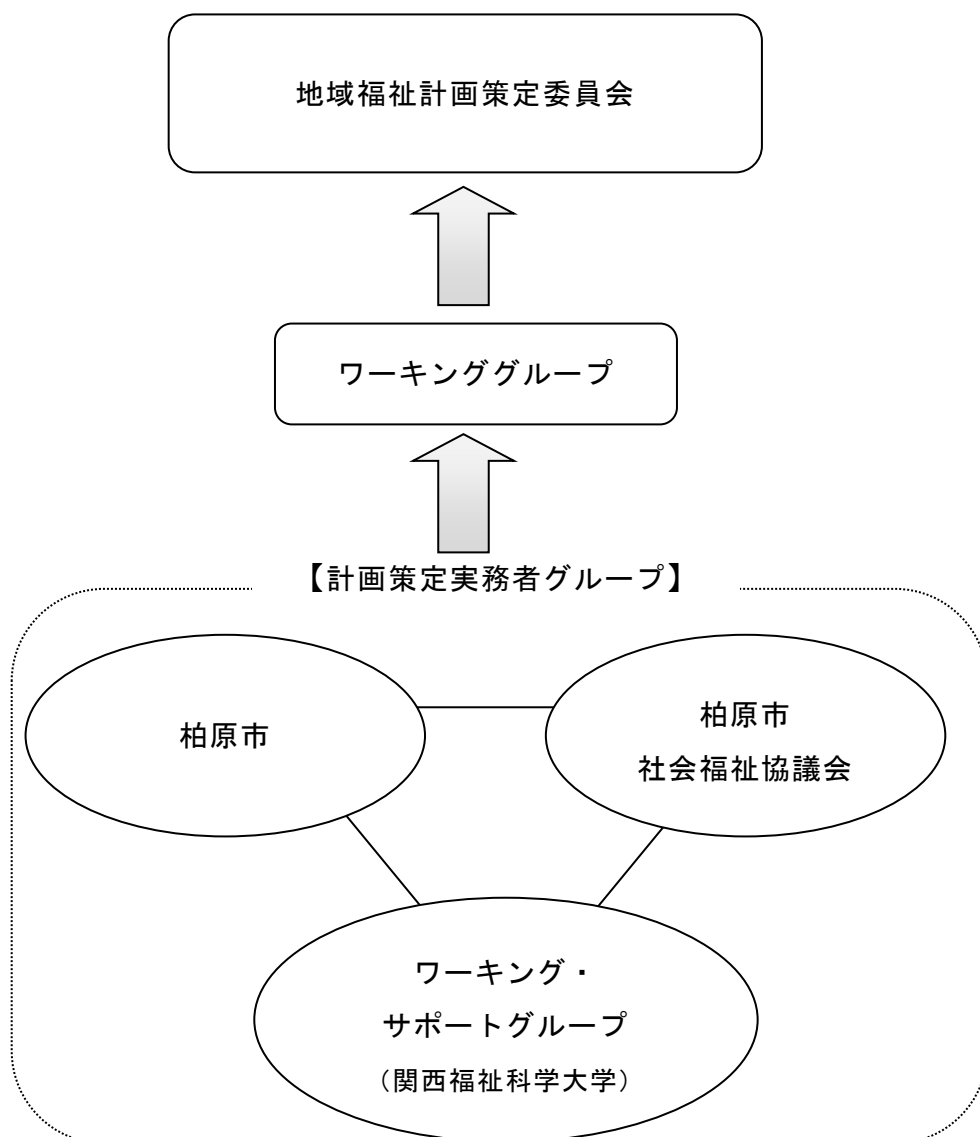 地域福祉計画策定委員会
ワーキンググループ
【計画策定実務者グループ】
柏原市
柏原市
社会福祉協議会
ワーキング・
サポートグループ
（関西福祉科学大学）